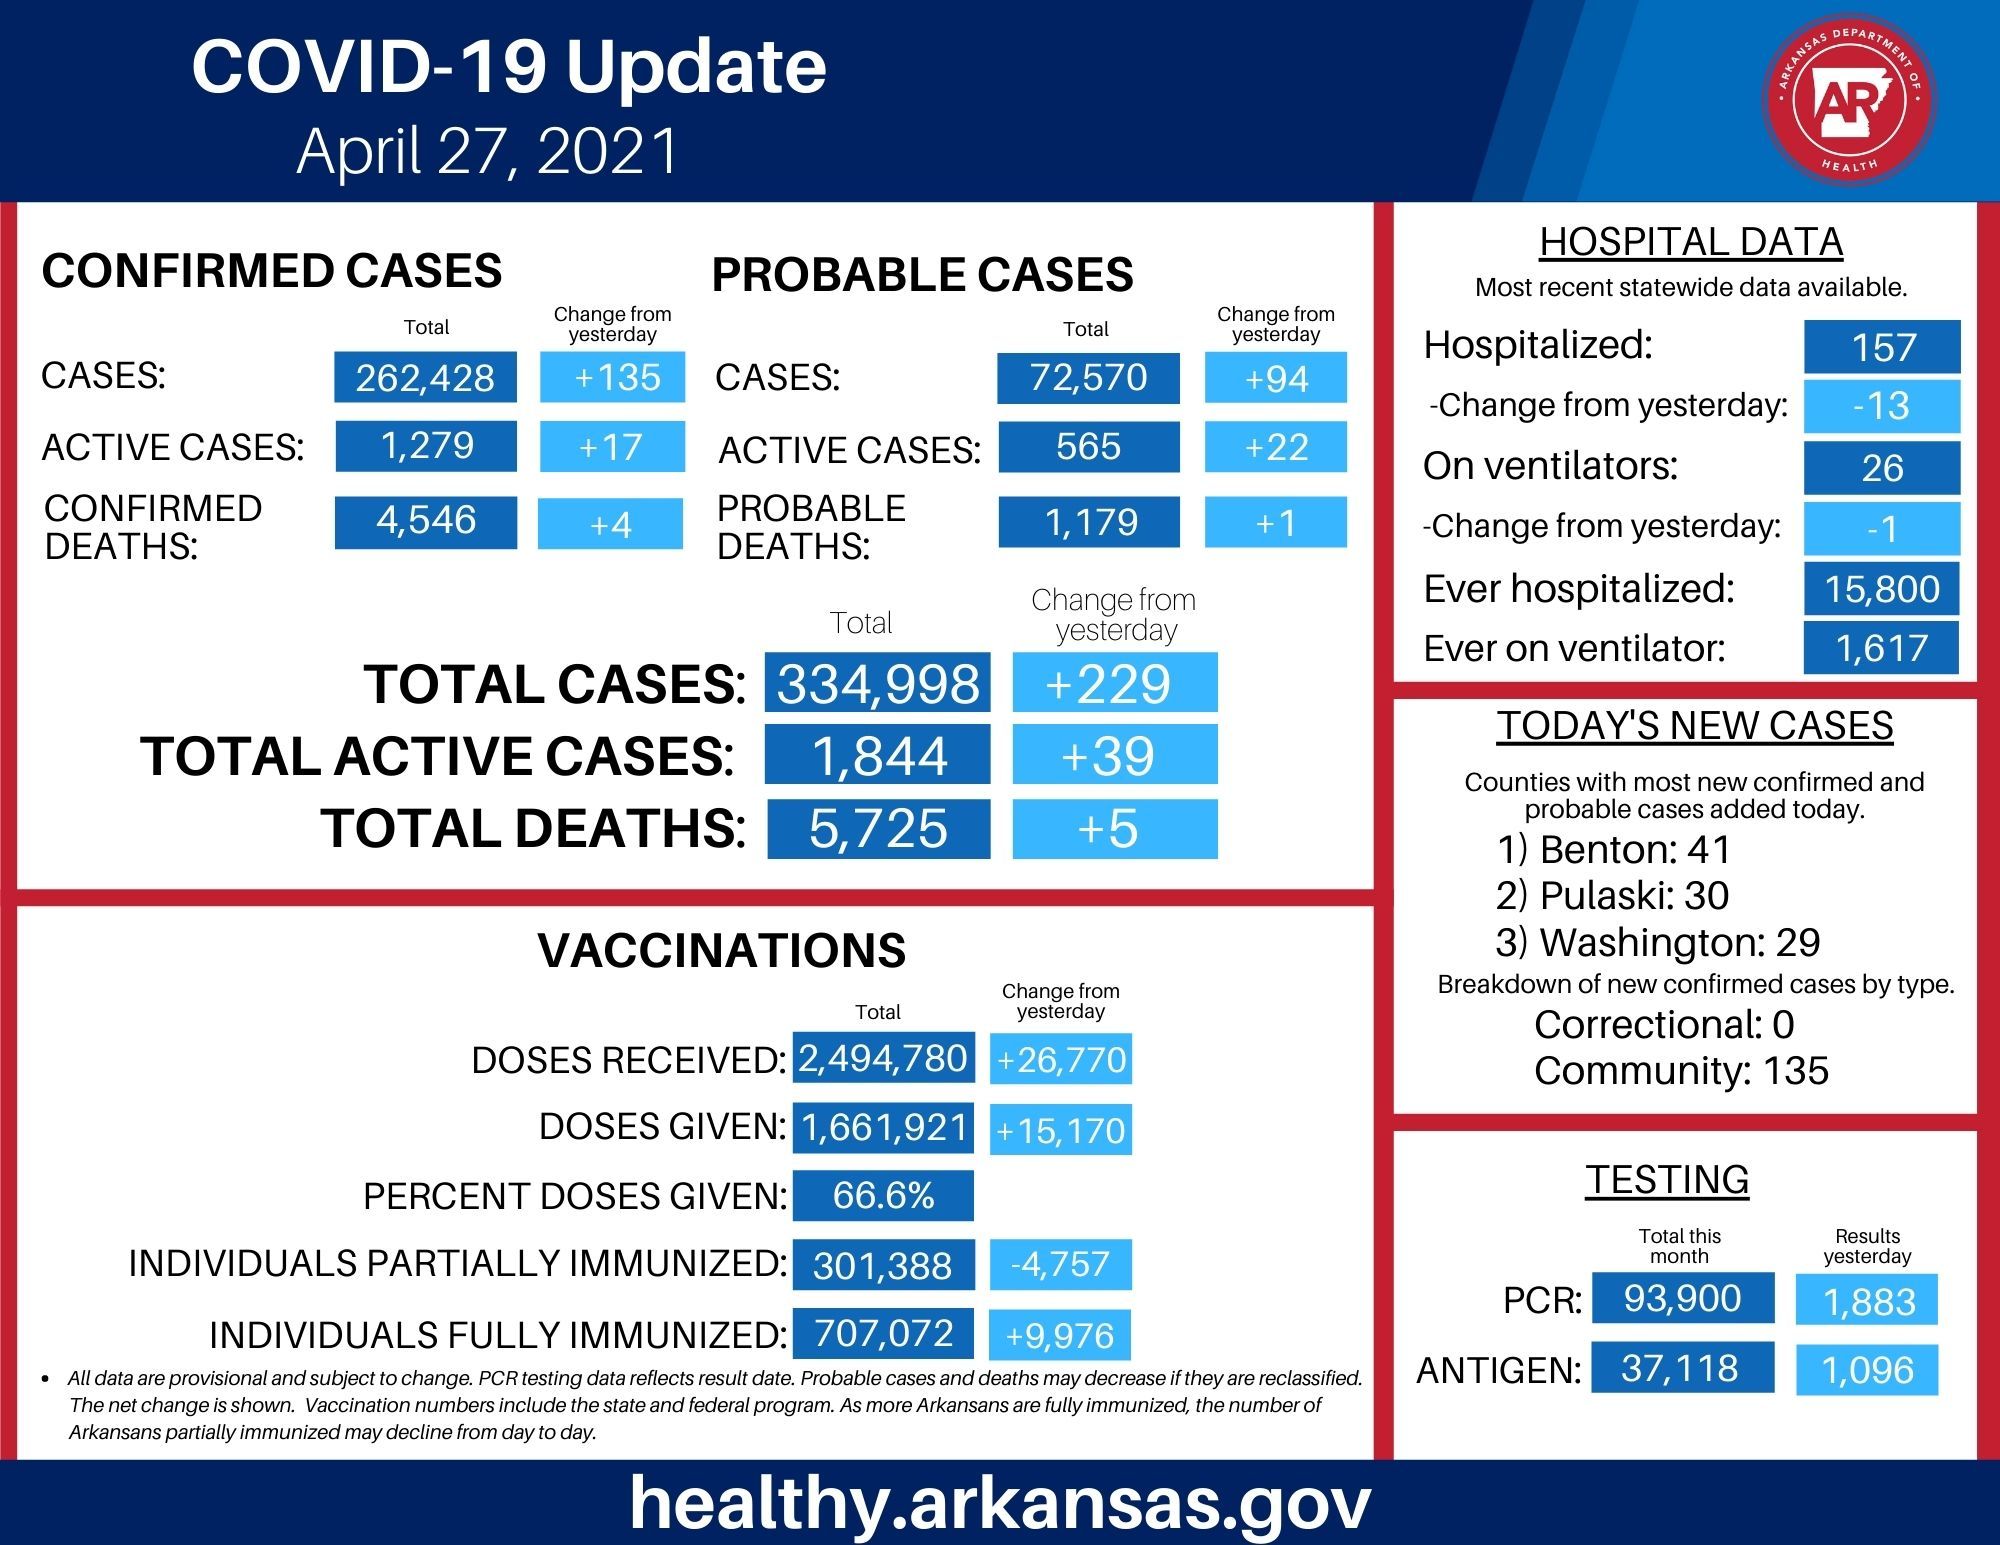 COVID-19 Update
April 27, 2021
ARKANSAS DEPARTMENT OF
AR
HEALTH
CONFIRMED CASES
Total
Change from
yesterday
CASES: 262,428 +135
ACTIVE CASES: 1,279 +17
CONFIRMED
DEATHS: 4,546 +4
PROBABLE CASES
Total
Change from
yesterday
CASES: 72,570 +94
ACTIVE CASES: 565 +22
PROBABLE
DEATHS: 1,179 +1
Total
Change from
yesterday
TOTAL CASES: 334,998 +229
TOTAL ACTIVE CASES: 1,844 +39
TOTAL DEATHS: 5,725 +5
VACCINATIONS
Total
Change from
yesterday
DOSES RECEIVED: 2,494,780 +26,770
DOSES GIVEN: 1,661,921 +15,170
PERCENT DOSES GIVEN: 66.6%
INDIVIDUALS PARTIALLY IMMUNIZED: 301,388 -4,757
INDIVIDUALS FULLY IMMUNIZED: 707,072 +9,976
• All data are provisional and subject to change. PCR testing data reflects result date. Probable cases and deaths may decrease if they are reclassified.
The net change is shown. Vaccination numbers include the state and federal program. As more Arkansans are fully immunized, the number of
Arkansans partially immunized may decline from day to day.
HOSPITAL DATA
Most recent statewide data available.
Hospitalized: 157
-Change from yesterday: -13
On ventilators: 26
-Change from yesterday: -1
Ever hospitalized: 15,800
Ever on ventilator: 1,617
TODAY'S NEW CASES
Counties with most new confirmed and
probable cases added today.
1) Benton: 41
2) Pulaski: 30
3) Washington: 29
Breakdown of new confirmed cases by type.
Correctional: 0
Community: 135
TESTING
Total this
month
Results
yesterday
PCR: 93,900 1,883
ANTIGEN: 37,118 1,096
healthy.arkansas.gov